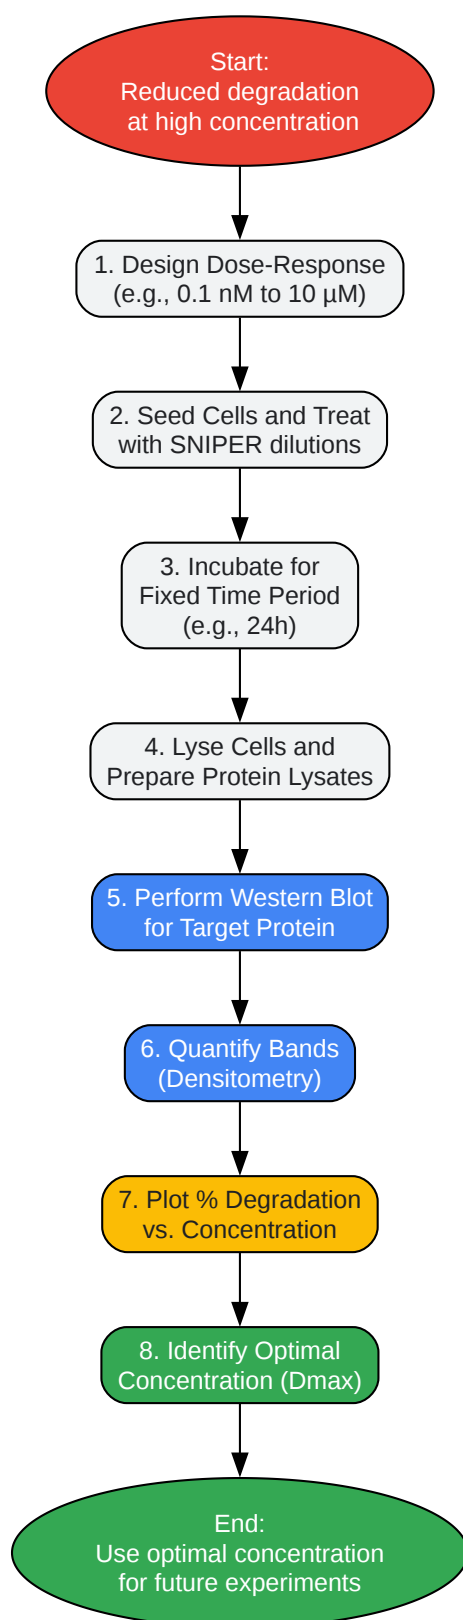 Start:
Reduced degradation
at high concentration
1. Design Dose-Response
(e.g., 0.1 nM to 10 µM)
2. Seed Cells and Treat
with SNIPER dilutions
3. Incubate for
Fixed Time Period
(e.g., 24h)
4. Lyse Cells and
Prepare Protein Lysates
5. Perform Western Blot
for Target Protein
6. Quantify Bands
(Densitometry)
7. Plot % Degradation
vs. Concentration
8. Identify Optimal
Concentration (Dmax)
End:
Use optimal concentration
for future experiments